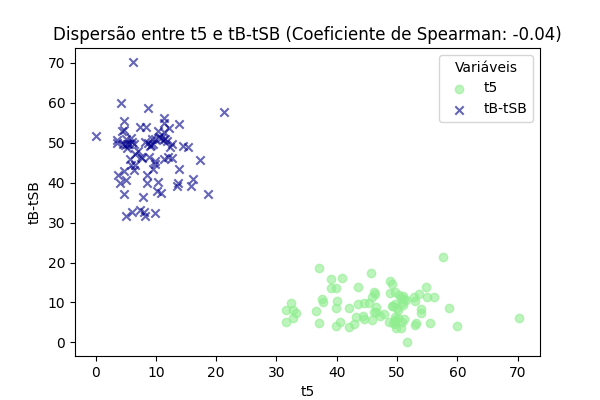 Dispersão entre t5 e tB-tSB (Coeficiente de Spearman: -0.04)
Variáveis
t5
tB-tSB
tB-tSB
70
60
50
40
30
20
10
0
0 10 20 30 40 50 60 70
t5